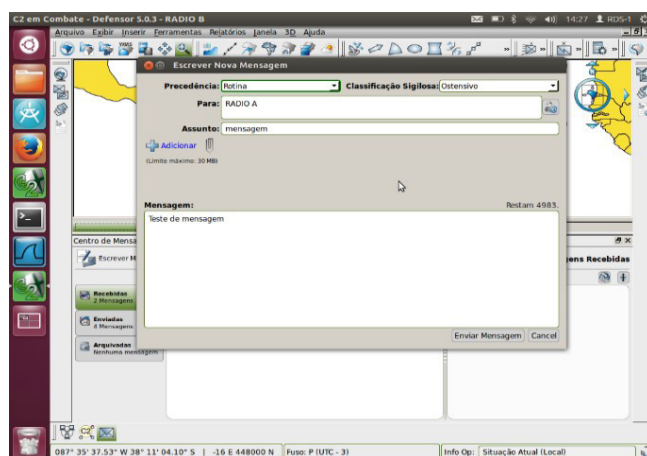 C2 em Combate - Defensor 5.0.3 - RADIO B 14:27 RDS-1
Arquivo Exibir Inserir Ferramentas Relatórios Janela 3D Ajuda
Escrever Nova Mensagem
Precedência: Rotina Classificação Sigilosa: Ostensivo
Para: RADIO A
Assunto: mensagem
Adicionar
(Limite máximo: 30 MB)
Mensagem: Restam 4983.
Teste de mensagem
Centro de Mensa
Escrever M ens Recebidas
Recebidas
2 Mensagens
Enviadas
4 Mensagens
Enviar Mensagem Cancel
Arquivadas
Nenhuma mensagem
087° 35' 37.53" W 38° 11' 04.10" S | -16 E 448000 N Fuso: P (UTC - 3) Info Op: Situação Atual (Local)